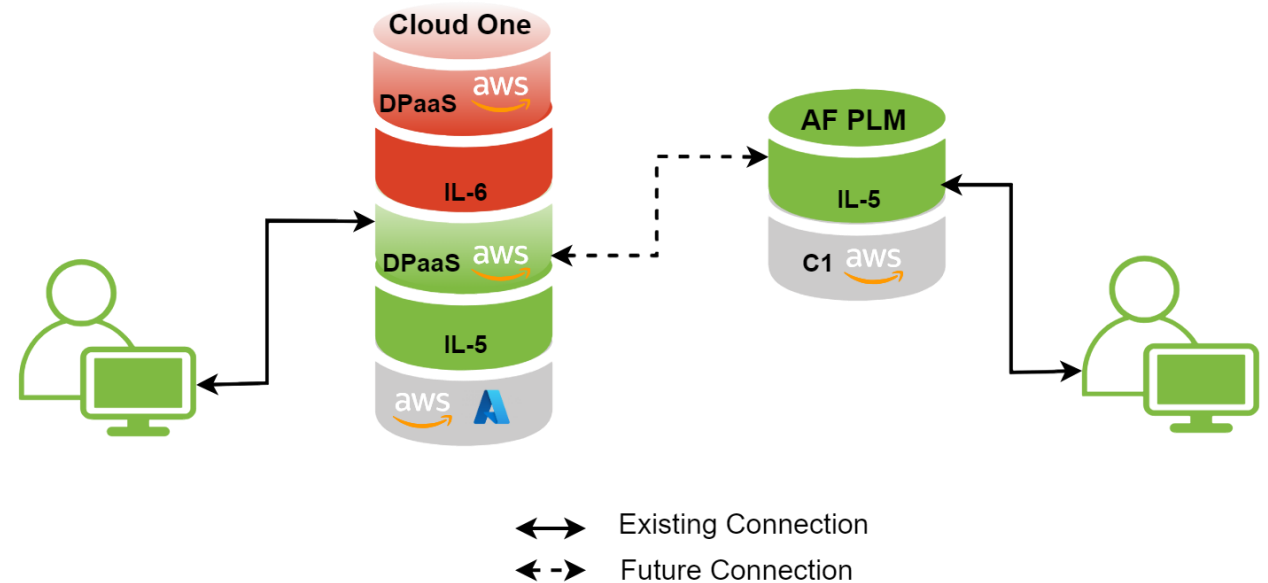 Cloud One
DPaaS aws
IL-6
DPaaS aws
IL-5
aws
AF PLM
IL-5
C1 aws
Existing Connection
Future Connection